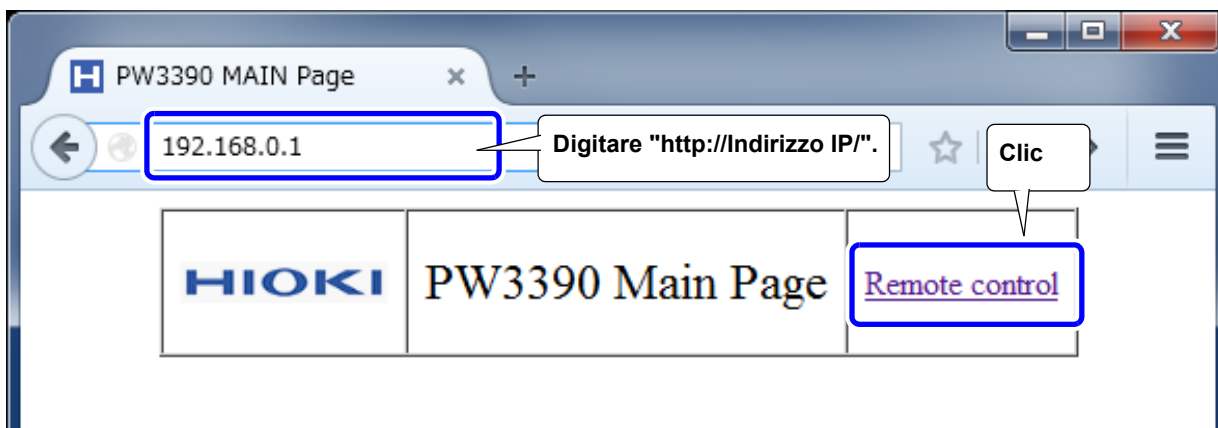 PW3390 MAIN Page
192.168.0.1
Digitare "http://Indirizzo IP/".
Clic
HIOKI
PW3390 Main Page
Remote control